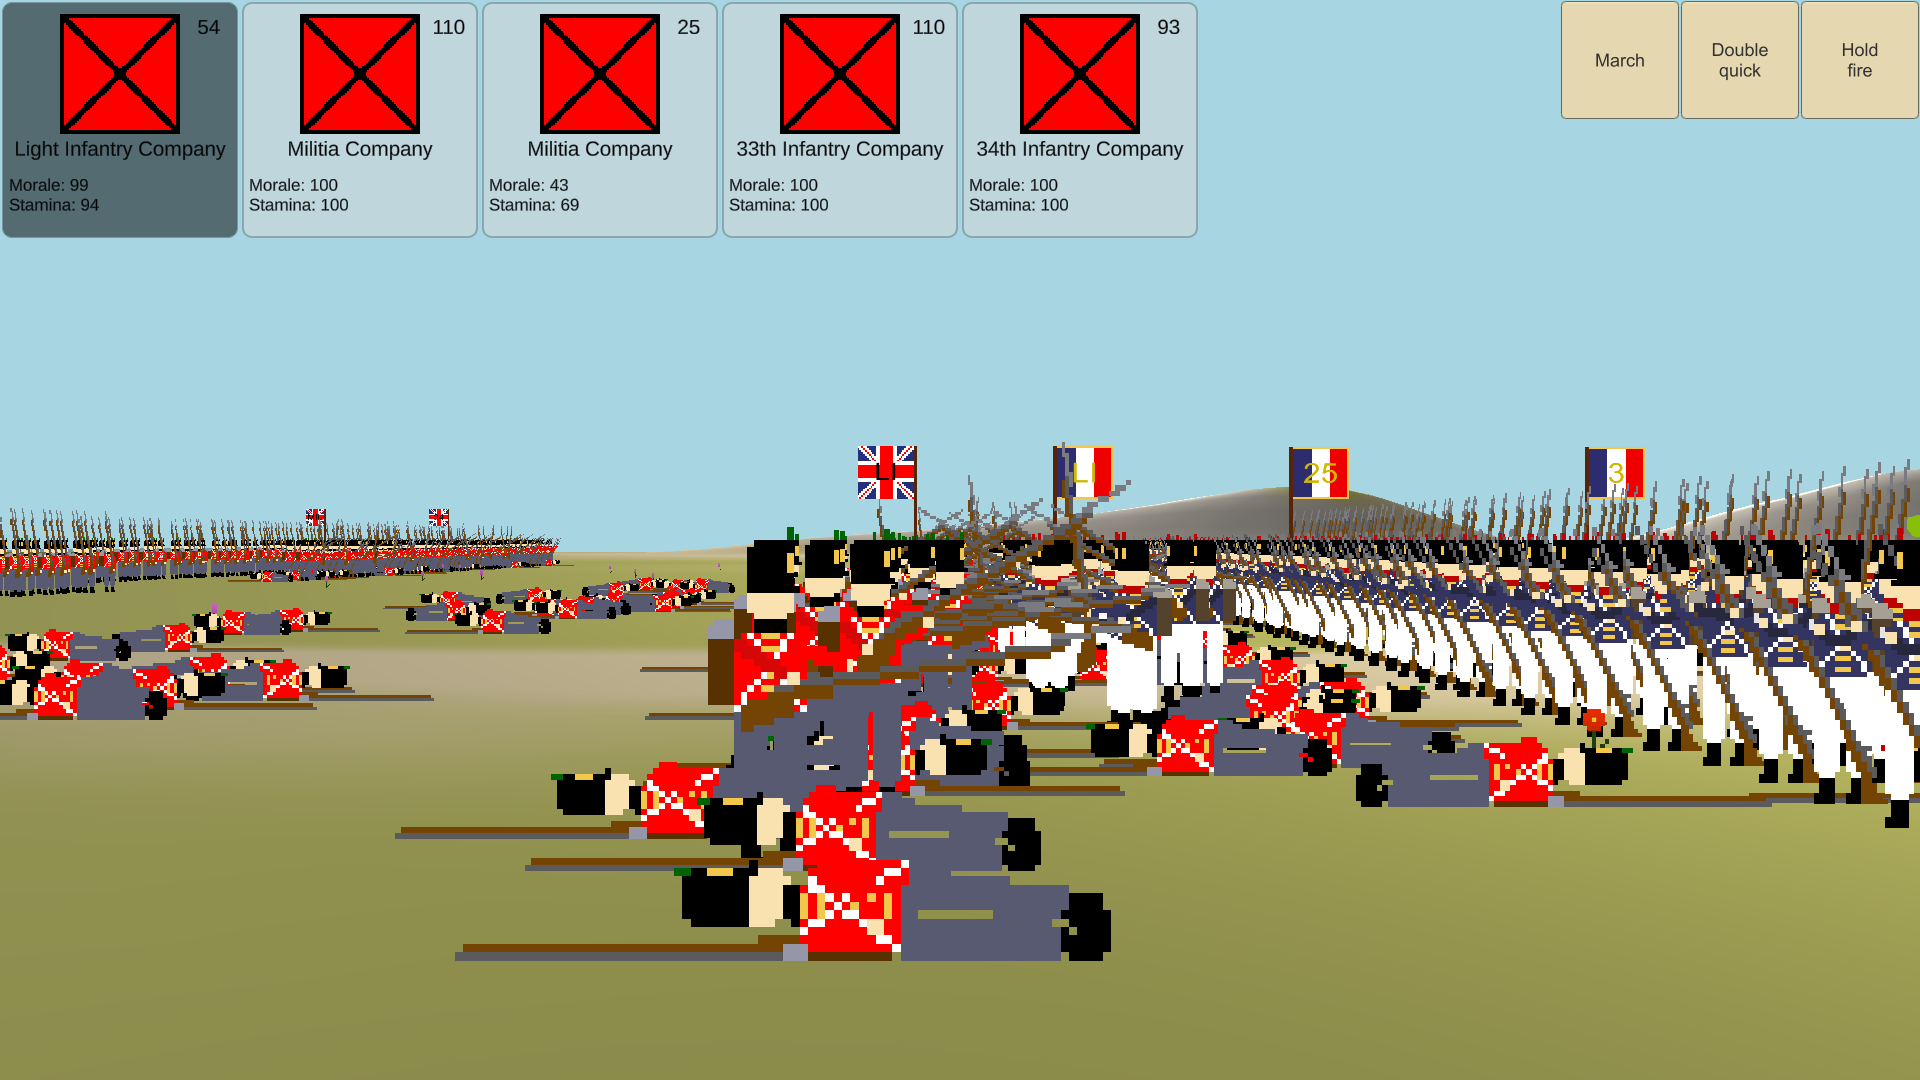 54
Light Infantry Company
Morale: 99
Stamina: 94
110
Militia Company
Morale: 100
Stamina: 100
25
Militia Company
Morale: 43
Stamina: 69
110
33th Infantry Company
Morale: 100
Stamina: 100
93
34th Infantry Company
Morale: 100
Stamina: 100
March
Double
quick
Hold
fire
LI
25
3